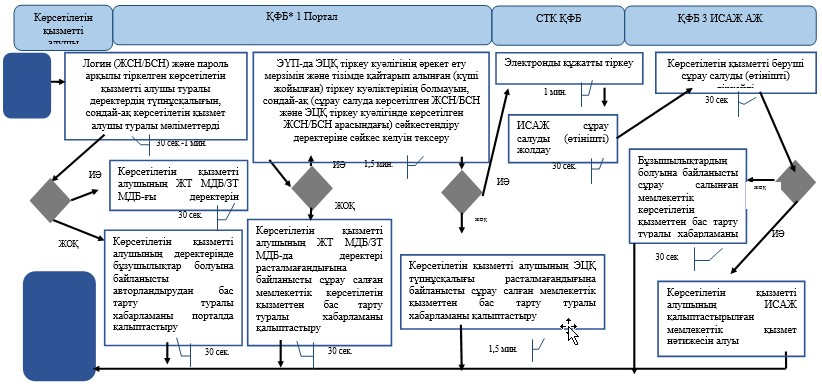 Көрсетілетін
қызметті
алушы
ҚФБ* 1 Портал
СТК ҚФБ
ҚФБ 3 ИСАЖ АЖ
Логин (ЖСН/БСН) және пароль
арқылы тіркелген көрсетілетін
қызметті алушы туралы
деректердің түпнұсқалығын,
сондай-ақ көрсетілетін қызмет
алушы туралы мәліметтерді
30 сек -1 мин.
ЭҮП-да ЭЦҚ тіркеу куәлігінің әрекет ету
мерзімін және тізімде қайтарып алынған (күші
жойылған) тіркеу куәліктерінің болмауын,
сондай-ақ (сұрау салуда көрсетілген ЖСН/БСН
және ЭЦҚ тіркеу куәлігінде көрсетілген
ЖСН/БСН арасындағы) сәйкестендіру
деректеріне сәйкес келуін тексеру
1,5 мин.
Электронды құжатты тіркеу
1 мин.
ИСАЖ сұрау
салуды (өтінішті)
жолдау
30 сек.
Көрсетілетін қызметті беруші
сұрау салуды (өтінішті)
30 сек
ИӘ
Көрсетілетін қызметті
алушының ЖТ МДБ/ЗТ
МДБ-ғы деректерін
30 сек.
ЖОҚ
ЖОҚ
ИӘ
жоқ
Бұзышылықтардың
болуына байланысты
сұрау салынған
мемлекеттік
көрсетілетін
қызметтен бас тарту
туралы хабарламаны
30 сек
жоқ
ИӘ
Көрсетілетін қызметті
алушының деректерінде
бұзушылықтар болуына
байланысты
авторландырудан бас
тарту туралы
хабарламаны порталда
қалыптастыру
30 сек.
Көрсетілетін қызметті
алушының ЖТ МДБ/ЗТ
МДБ-да деректері
расталмағандығына
байланысты сұрау салған
мемлекеттік көрсетілетін
қызметтен бас тарту
туралы хабарламаны
қалыптастыру
30 сек.
Көрсетілетін қызметті алушының ЭЦҚ
түпнұсқалығы расталмағандығына
байланысты сұрау салған мемлекеттік
қызметтен бас тарту туралы
хабарламаны қалыптастыру
1,5 мин.
Көрсетілетін қызметті
алушының ИСАЖ
қалыптастырылған
мемлекеттік қызмет
нәтижесін алуы